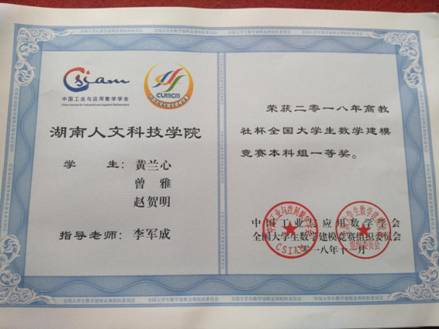 csiam
中国工业与应用数学学会
CUMCM
湖南人文科技学院
学 生：黄兰心
曾 雅
赵贺明
指导老师：李军成
荣获二零一八年高教
社杯全国大学生数学建模
竞赛本科组一等奖。
中国工业与应用数学学会
全国大学生数学建模竞赛组织委员会
二零一八年十一月